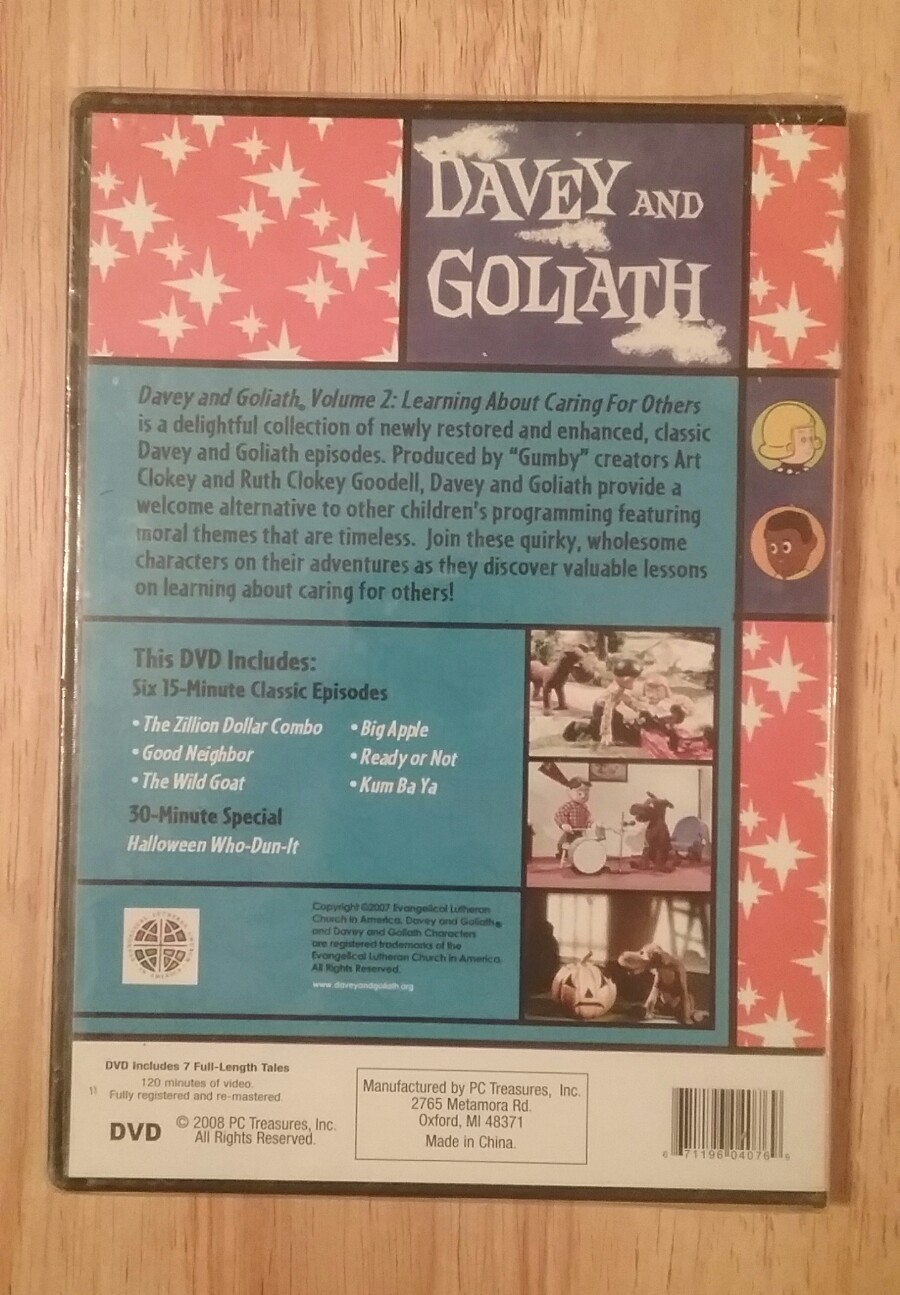 DAVEY AND
GOLIATH
Davey and Goliath® Volume 2: Learning About Caring For Others
is a delightful collection of newly restored and enhanced, classic
Davey and Goliath episodes. Produced by "Gumby" creators Art
Clokey and Ruth Clokey Goodell, Davey and Goliath provide a
welcome alternative to other children's programming featuring
moral themes that are timeless. Join these quirky, wholesome
characters on their adventures as they discover valuable lessons
on learning about caring for others!
This DVD Includes:
Six 15-Minute Classic Episodes
• The Zillion Dollar Combo
• Good Neighbor
• The Wild Goat
• Big Apple
• Ready or Not
• Kum Ba Ya
30-Minute Special
Halloween Who-Dun-It
Copyright ©2007 Evangelical Lutheran
Church in America. Davey and Goliath®
and Davey and Goliath Characters
are registered trademarks of the
Evangelical Lutheran Church in America.
All Rights Reserved.
www.daveyandgoliath.org
DVD Includes 7 Full-Length Tales
120 minutes of video.
Fully registered and re-mastered.
DVD
© 2008 PC Treasures, Inc.
All Rights Reserved.
Manufactured by PC Treasures, Inc.
2765 Metamora Rd.
Oxford, MI 48371
Made in China.
6 71196 04076 9